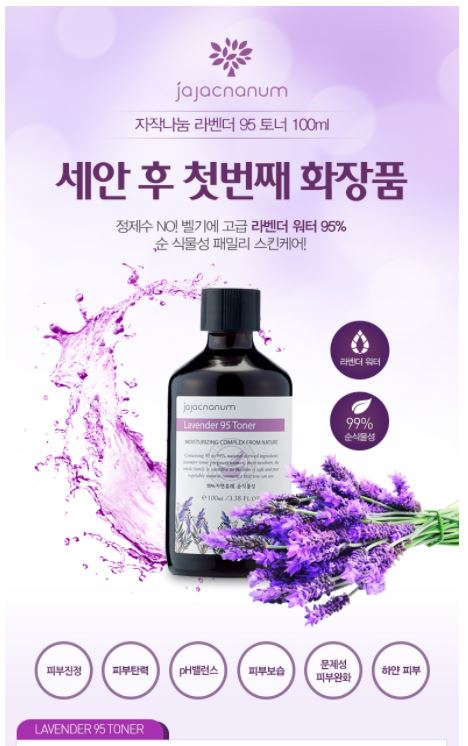 jajacnanum
자작나눔 라벤더 95 토너 100ml
세안 후 첫번째 화장품
정제수 NO! 벨기에 고급 라벤더 워터 95%
순 식물성 패밀리 스킨케어!
라벤더 워터
99%
순식물성
jajacnanum
Lavender 95 Toner
MOISTURIZING COMPLEX FROM NATURE
℮100ml /3.38 FL.O
피부진정
피부탄력
pH밸런스
피부보습
문제성
피부완화
하얀 피부
LAVENDER 95 TONER